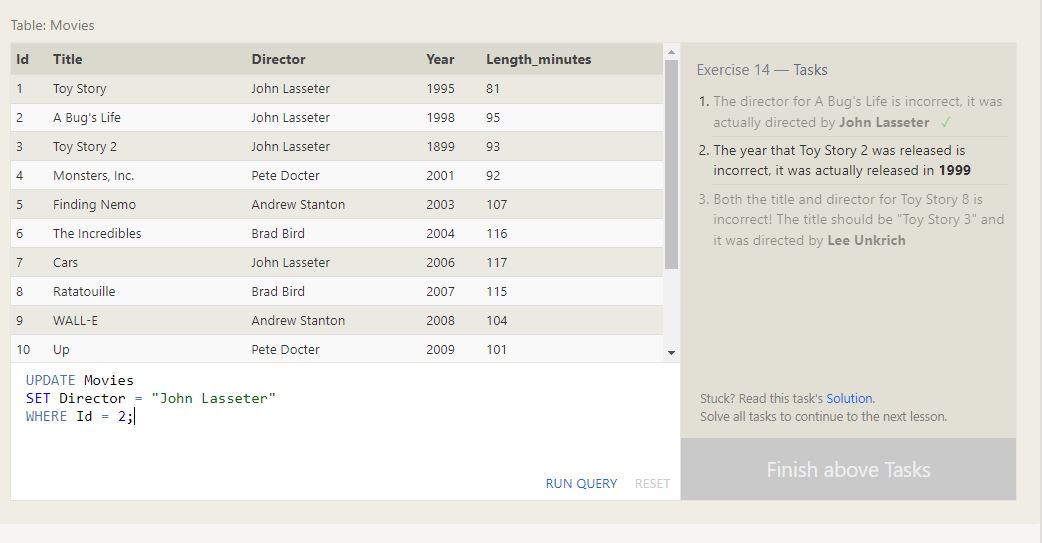 Table: Movies
Id Title Director Year Length_minutes
1 Toy Story John Lasseter 1995 81
2 A Bug's Life John Lasseter 1998 95
3 Toy Story 2 John Lasseter 1899 93
4 Monsters, Inc. Pete Docter 2001 92
5 Finding Nemo Andrew Stanton 2003 107
6 The Incredibles Brad Bird 2004 116
7 Cars John Lasseter 2006 117
8 Ratatouille Brad Bird 2007 115
9 WALL-E Andrew Stanton 2008 104
10 Up Pete Docter 2009 101
UPDATE Movies
SET Director = "John Lasseter"
WHERE Id = 2;
RUN QUERY RESET
Exercise 14 — Tasks
1. The director for A Bug's Life is incorrect, it was
actually directed by John Lasseter ✓
2. The year that Toy Story 2 was released is
incorrect, it was actually released in 1999
3. Both the title and director for Toy Story 8 is
incorrect! The title should be "Toy Story 3" and
it was directed by Lee Unkrich
Stuck? Read this task's Solution.
Solve all tasks to continue to the next lesson.
Finish above Tasks